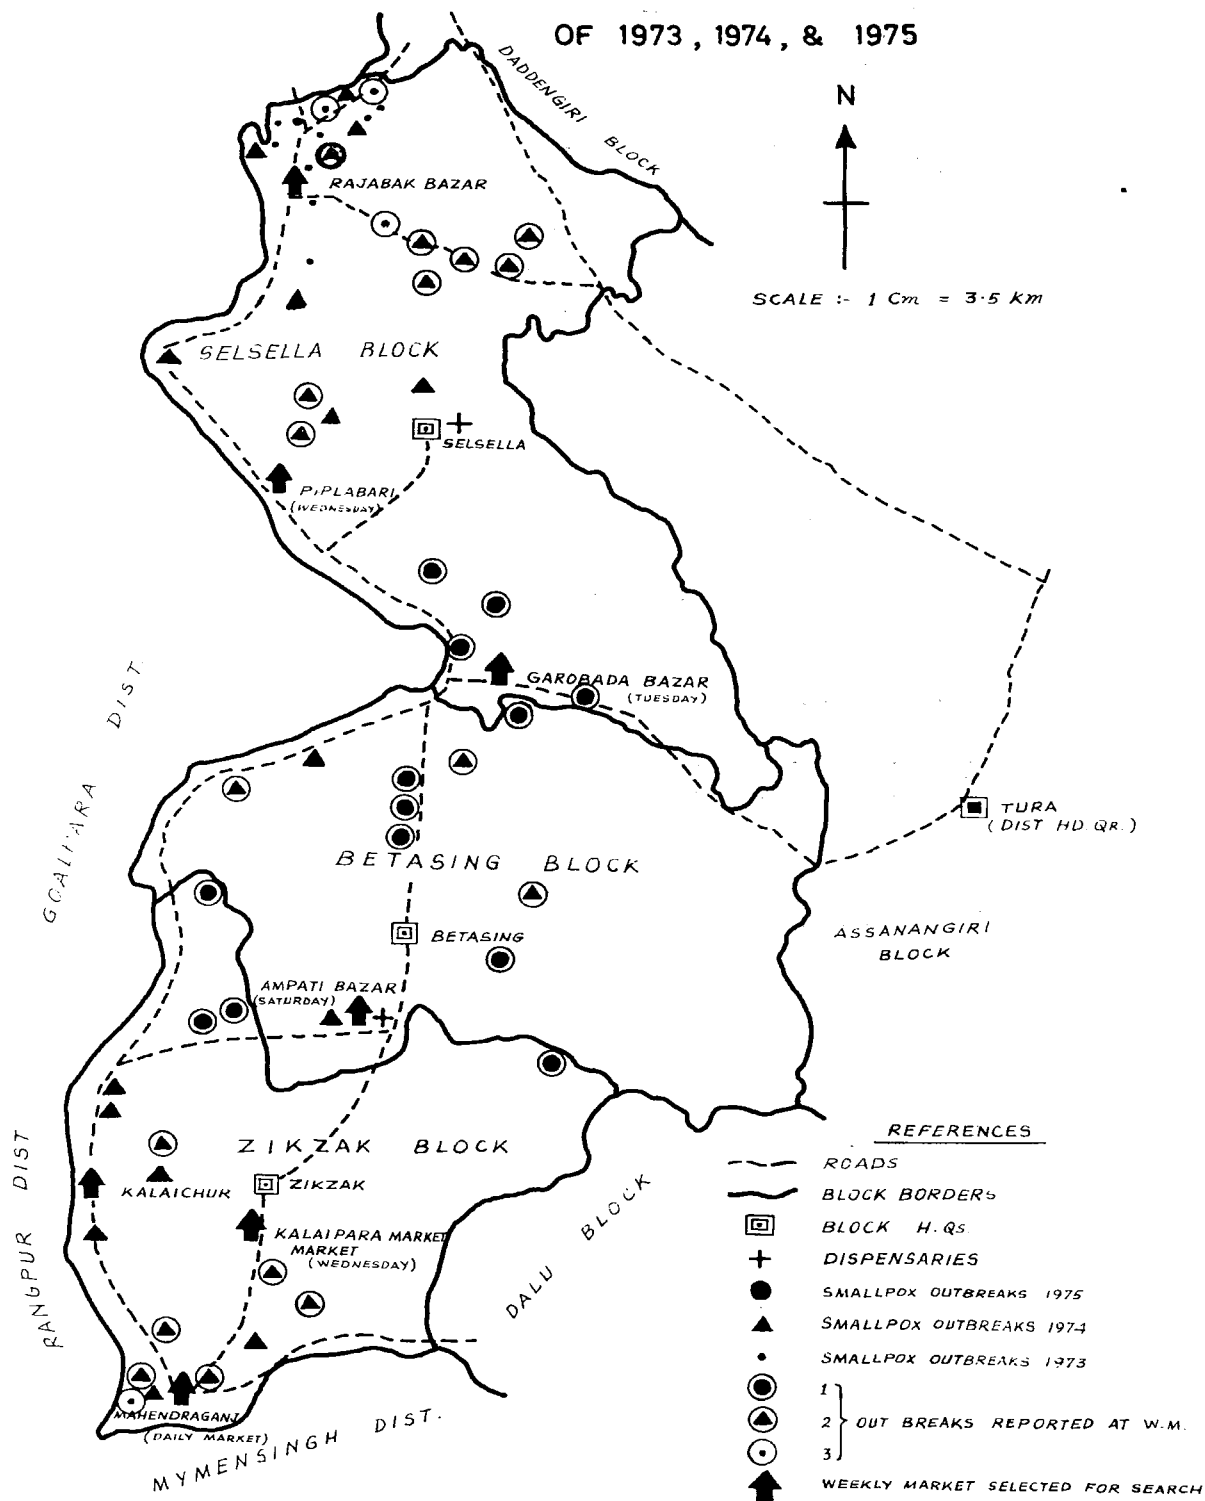 OF 1973, 1974, & 1975
DADDENGIRI BLOCK
N
RAJABAK BAZAR
SCALE :- 1 Cm = 3·5 Km
SELSELLA BLOCK
SELSELLA
PIPLABARI
(WEDNESDAY)
GAROBADA BAZAR
(TUESDAY)
GOALPARA DIST.
TURA
(DIST HD. QR.)
BETASING BLOCK
BETASING
ASSANANGIRI
BLOCK
AMPATI BAZAR
(SATURDAY)
ZIKZAK BLOCK
KALAICHUR
ZIKZAK
KALAIPARA MARKET
MARKET
(WEDNESDAY)
RANGPUR DIST
DALU BLOCK
MAHENDRAGANJ
(DAILY MARKET)
MYMENSINGH DIST.
REFERENCES
ROADS
BLOCK BORDERS
BLOCK H.Qs.
DISPENSARIES
SMALLPOX OUTBREAKS 1975
SMALLPOX OUTBREAKS 1974
SMALLPOX OUTBREAKS 1973
1
2 OUT BREAKS REPORTED AT W.M.
3
WEEKLY MARKET SELECTED FOR SEARCH